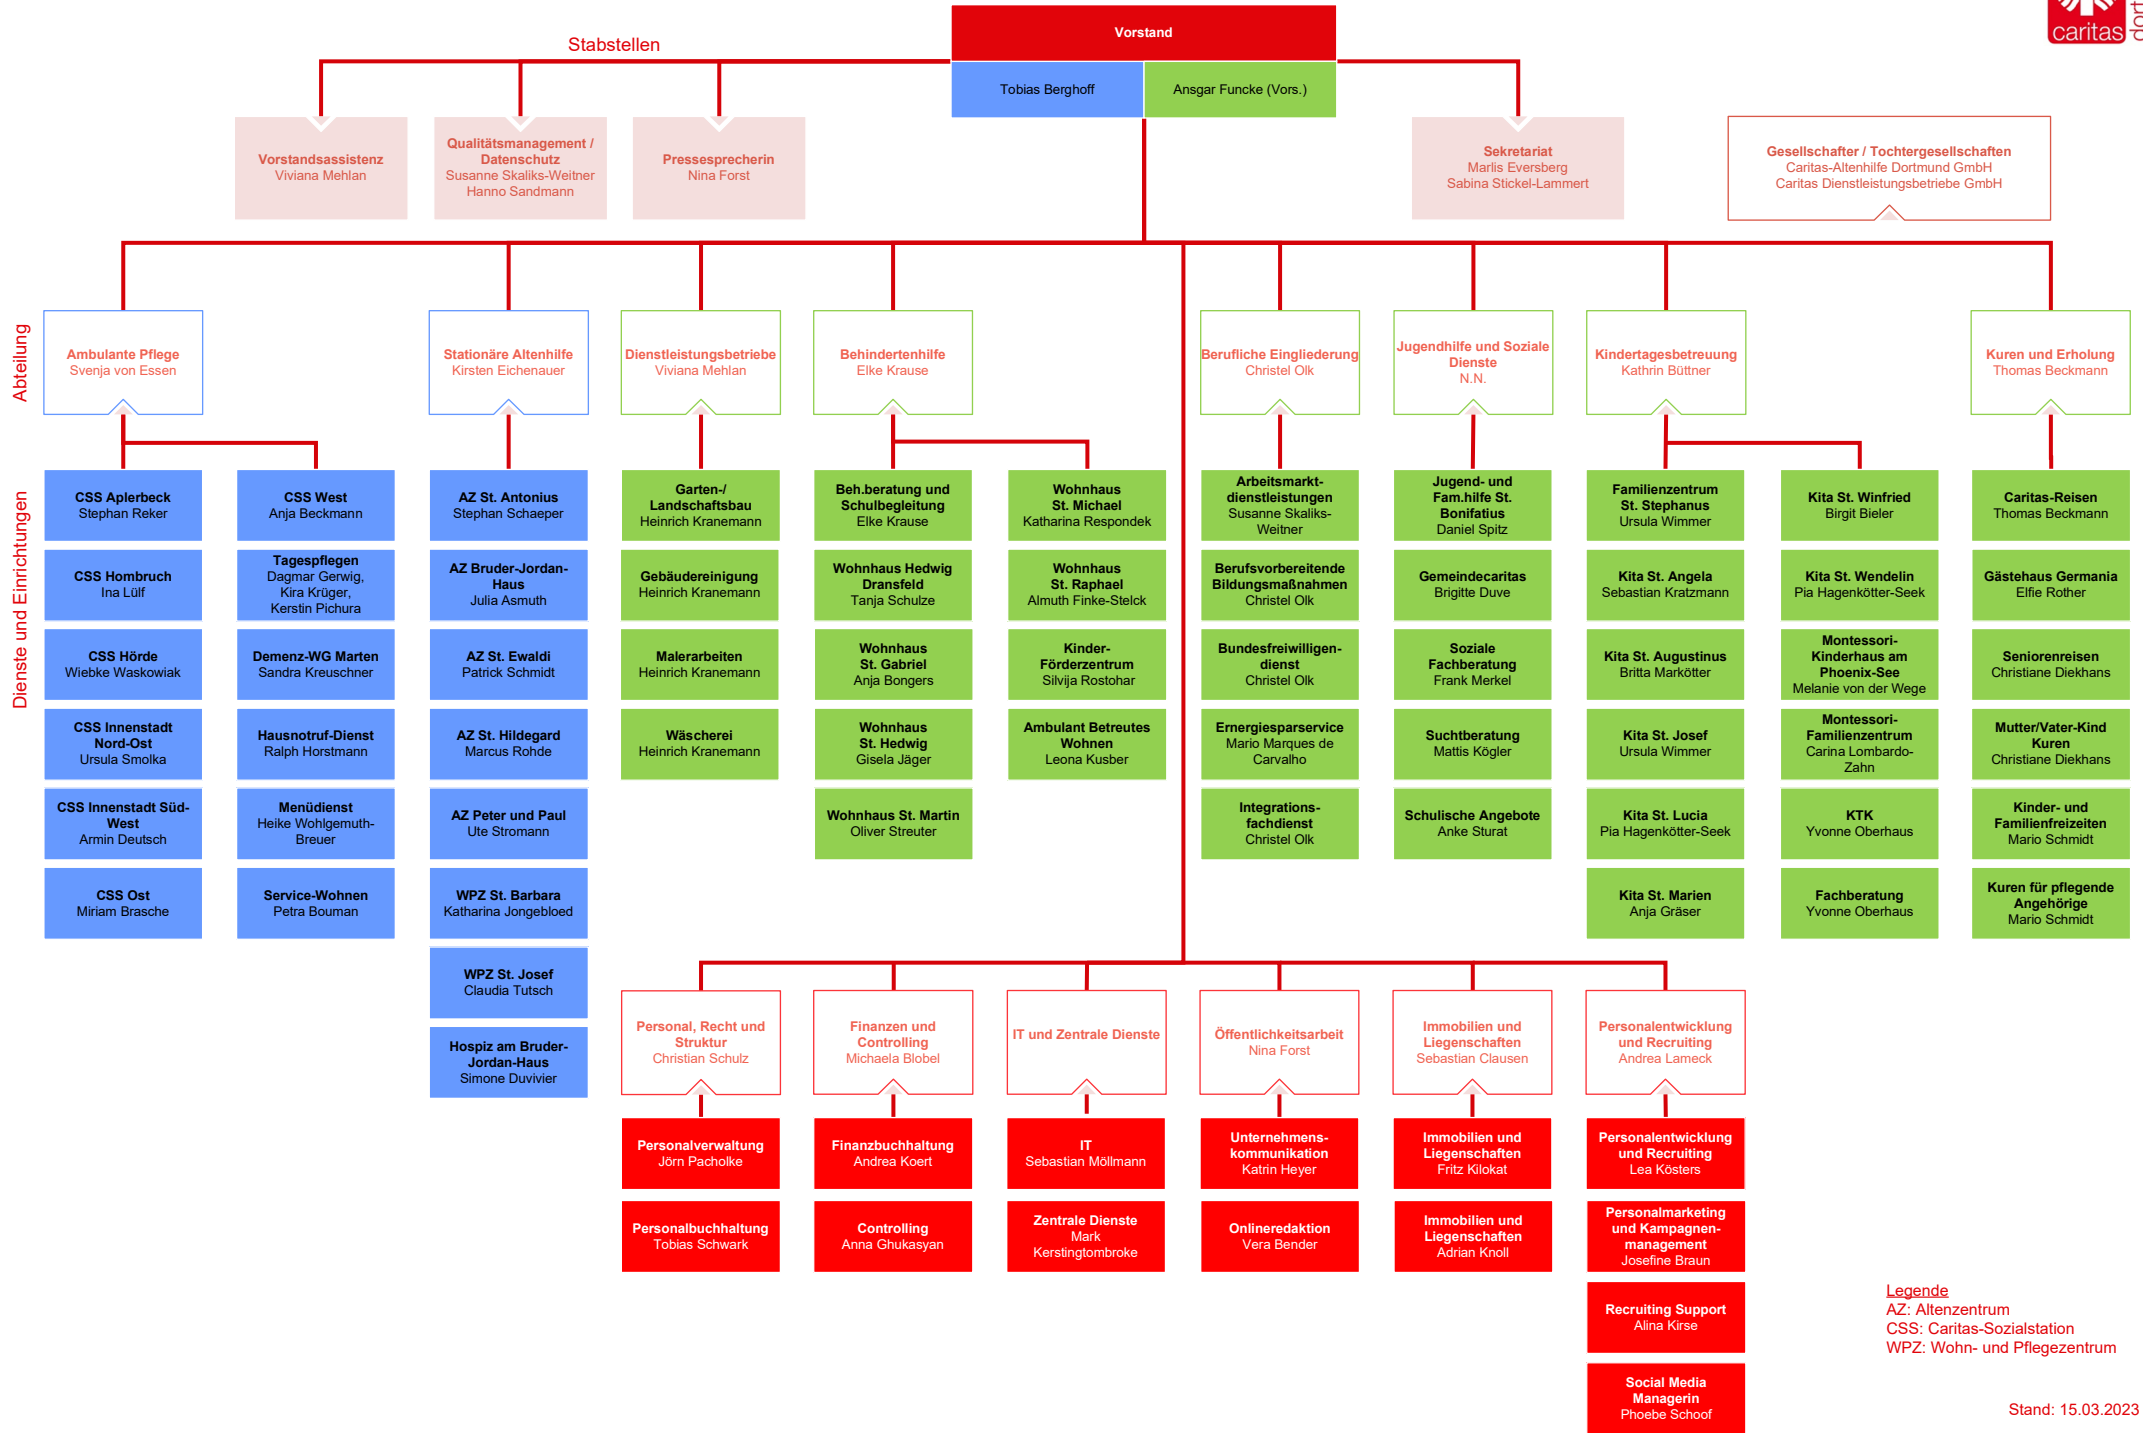 Vorstand
Stabstellen
Tobias Berghoff
Ansgar Funcke (Vors.)
caritas
Vorstandsassistenz
Viviana Mehlan
Qualitätsmanagement /
Datenschutz
Susanne Skaliks-Weitner
Hanno Sandmann
Pressesprecherin
Nina Forst
Sekretariat
Marlis Eversberg
Sabina Stickel-Lammert
Gesellschafter / Tochtergesellschaften
Caritas-Altenhilfe Dortmund GmbH
Caritas Dienstleistungsbetriebe GmbH
Abteilung
Ambulante Pflege
Svenja von Essen
Stationäre Altenhilfe
Kirsten Eichenauer
Dienstleistungsbetriebe
Viviana Mehlan
Behindertenhilfe
Elke Krause
Berufliche Eingliederung
Christel Olk
Jugendhilfe und Soziale
Dienste
N.N.
Kindertagesbetreuung
Kathrin Büttner
Kuren und Erholung
Thomas Beckmann
Dienste und Einrichtungen
CSS Aplerbeck
Stephan Reker
CSS Hombruch
Ina Lülf
CSS Hörde
Wiebke Waskowiak
CSS Innenstadt
Nord-Ost
Ursula Smolka
CSS Innenstadt Süd-
West
Armin Deutsch
CSS Ost
Miriam Brasche
CSS West
Anja Beckmann
Tagespflegen
Dagmar Gerwig,
Kira Krüger,
Kerstin Pichura
Demenz-WG Marten
Sandra Kreuschner
Hausnotruf-Dienst
Ralph Horstmann
Menüdienst
Heike Wohlgemuth-
Breuer
Service-Wohnen
Petra Bouman
AZ St. Antonius
Stephan Schaeper
AZ Bruder-Jordan-
Haus
Julia Asmuth
AZ St. Ewaldi
Patrick Schmidt
AZ St. Hildegard
Marcus Rohde
AZ Peter und Paul
Ute Stromann
WPZ St. Barbara
Katharina Jongebloed
WPZ St. Josef
Claudia Tutsch
Hospiz am Bruder-
Jordan-Haus
Simone Duvivier
Garten-/
Landschaftsbau
Heinrich Kranemann
Gebäudereinigung
Heinrich Kranemann
Malerarbeiten
Heinrich Kranemann
Wäscherei
Heinrich Kranemann
Beh.beratung und
Schulbegleitung
Elke Krause
Wohnhaus Hedwig
Dransfeld
Tanja Schulze
Wohnhaus
St. Gabriel
Anja Bongers
Wohnhaus
St. Hedwig
Gisela Jäger
Wohnhaus St. Martin
Oliver Streuter
Wohnhaus
St. Michael
Katharina Respondek
Wohnhaus
St. Raphael
Almuth Finke-Stelck
Kinder-
Förderzentrum
Silvija Rostohar
Ambulant Betreutes
Wohnen
Leona Kusber
Arbeitsmarkt-
dienstleistungen
Susanne Skaliks-
Weitner
Berufsvorbereitende
Bildungsmaßnahmen
Christel Olk
Bundesfreiwilligen-
dienst
Christel Olk
Ernergiesparservice
Mario Marques de
Carvalho
Integrations-
fachdienst
Christel Olk
Jugend- und
Fam.hilfe St.
Bonifatius
Daniel Spitz
Gemeindecaritas
Brigitte Duve
Soziale
Fachberatung
Frank Merkel
Suchtberatung
Mattis Kögler
Schulische Angebote
Anke Sturat
Familienzentrum
St. Stephanus
Ursula Wimmer
Kita St. Angela
Sebastian Kratzmann
Kita St. Augustinus
Britta Markötter
Kita St. Josef
Ursula Wimmer
Kita St. Lucia
Pia Hagenkötter-Seek
Kita St. Marien
Anja Gräser
Kita St. Winfried
Birgit Bieler
Kita St. Wendelin
Pia Hagenkötter-Seek
Montessori-
Kinderhaus am
Phoenix-See
Melanie von der Wege
Montessori-
Familienzentrum
Carina Lombardo-
Zahn
KTK
Yvonne Oberhaus
Fachberatung
Yvonne Oberhaus
Caritas-Reisen
Thomas Beckmann
Gästehaus Germania
Elfie Rother
Seniorenreisen
Christiane Diekhans
Mutter/Vater-Kind
Kuren
Christiane Diekhans
Kinder- und
Familienfreizeiten
Mario Schmidt
Kuren für pflegende
Angehörige
Mario Schmidt
Personal, Recht und
Struktur
Christian Schulz
Finanzen und
Controlling
Michaela Blobel
IT und Zentrale Dienste
Öffentlichkeitsarbeit
Nina Forst
Immobilien und
Liegenschaften
Sebastian Clausen
Personalentwicklung
und Recruiting
Andrea Lameck
Personalverwaltung
Jörn Pacholke
Personalbuchhaltung
Tobias Schwark
Finanzbuchhaltung
Andrea Koert
Controlling
Anna Ghukasyan
IT
Sebastian Möllmann
Zentrale Dienste
Mark
Kerstingtombroke
Unternehmens-
kommunikation
Katrin Heyer
Onlineredaktion
Vera Bender
Immobilien und
Liegenschaften
Fritz Kilokat
Immobilien und
Liegenschaften
Adrian Knoll
Personalentwicklung
und Recruiting
Lea Kösters
Personalmarketing
und Kampagnen-
management
Josefine Braun
Recruiting Support
Alina Kirse
Social Media
Managerin
Phoebe Schoof
Legende
AZ: Altenzentrum
CSS: Caritas-Sozialstation
WPZ: Wohn- und Pflegezentrum
Stand: 15.03.2023